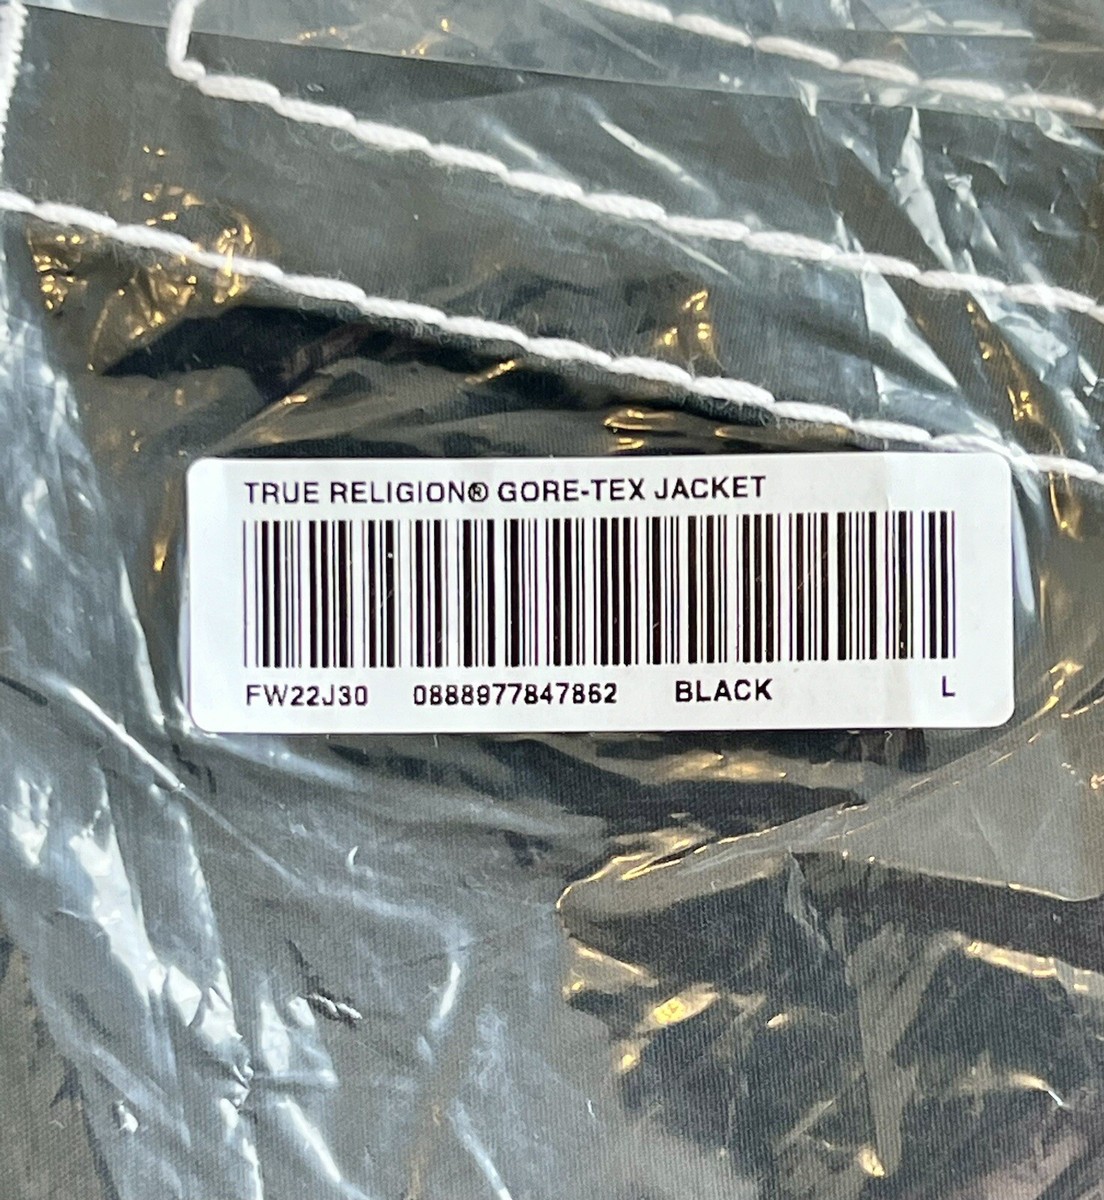 TRUE RELIGION® GORE-TEX JACKET
FW22J30 0888977847862 BLACK L